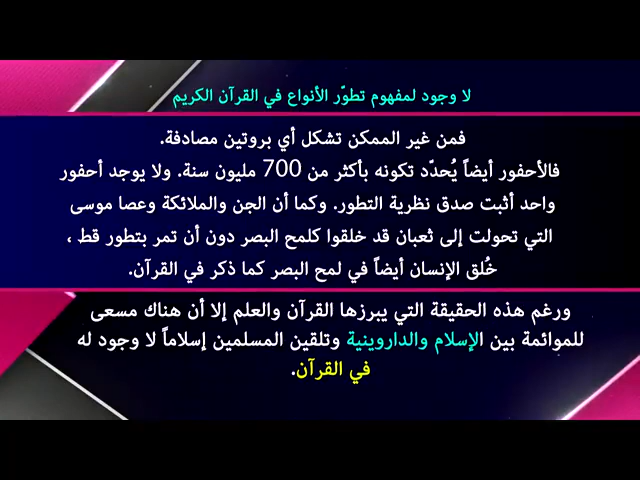 لا وجود لمفهوم تطوّر الأنواع في القرآن الكريم
فمن غير الممكن تشكل أي بروتين مصادفة.
فالأحفور أيضاً يُحدّد تكونه بأكثر من 700 مليون سنة. ولا يوجد أحفور
واحد أثبت صدق نظرية التطور. وكما أن الجن والملائكة وعصا موسى
التي تحولت إلى ثعبان قد خلقوا كلمح البصر دون أن تمر بتطور قط ،
خُلق الإنسان أيضاً في لمح البصر كما ذكر في القرآن.
ورغم هذه الحقيقة التي يبرزها القرآن والعلم إلا أن هناك مسعى
للموائمة بين الإسلام والداروينية وتلقين المسلمين إسلاماً لا وجود له
في القرآن.